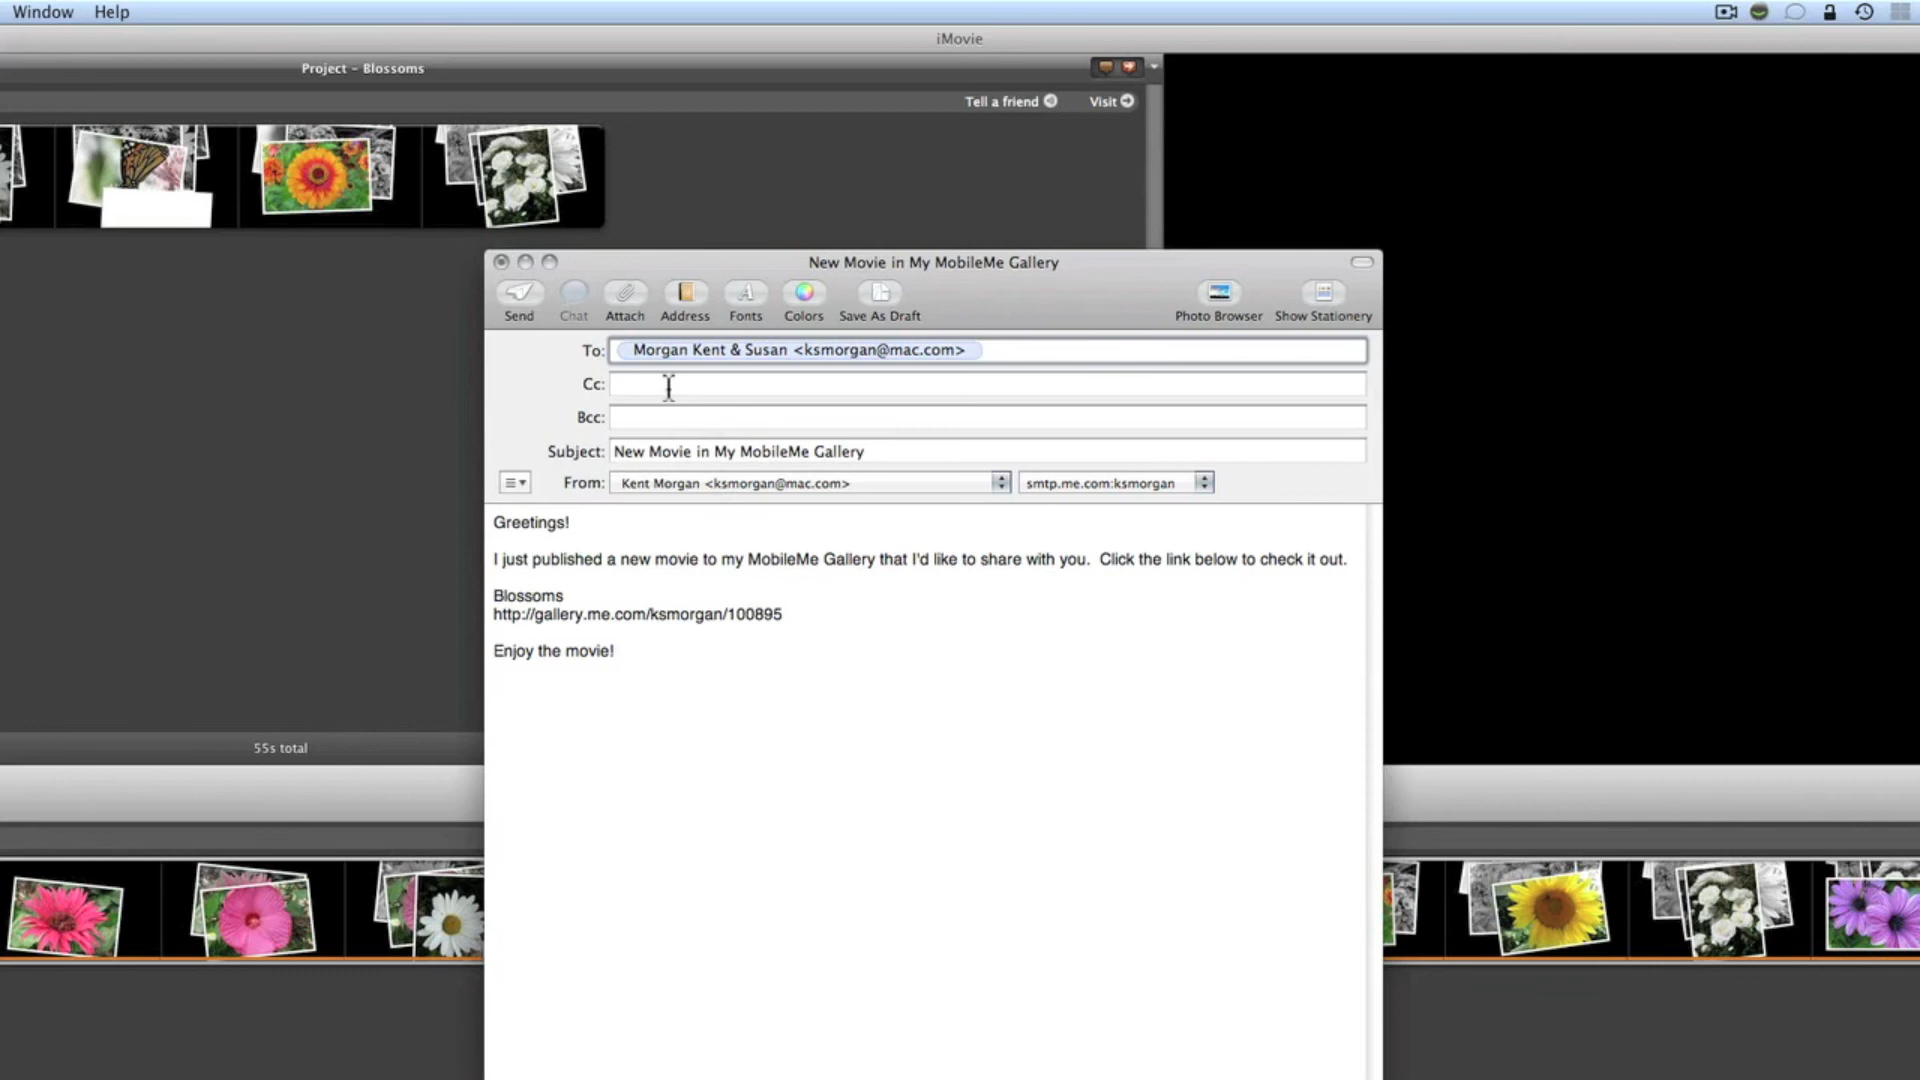 Window Help
iMovie
Project – Blossoms
Tell a friend Visit
New Movie in My MobileMe Gallery
Send Chat Attach Address Fonts Colors Save As Draft Photo Browser Show Stationery
To: Morgan Kent & Susan <ksmorgan@mac.com>
Cc:
Bcc:
Subject: New Movie in My MobileMe Gallery
From: Kent Morgan <ksmorgan@mac.com> smtp.me.com:ksmorgan
Greetings!
I just published a new movie to my MobileMe Gallery that I'd like to share with you.  Click the link below to check it out.
Blossoms
http://gallery.me.com/ksmorgan/100895
Enjoy the movie!
55s total